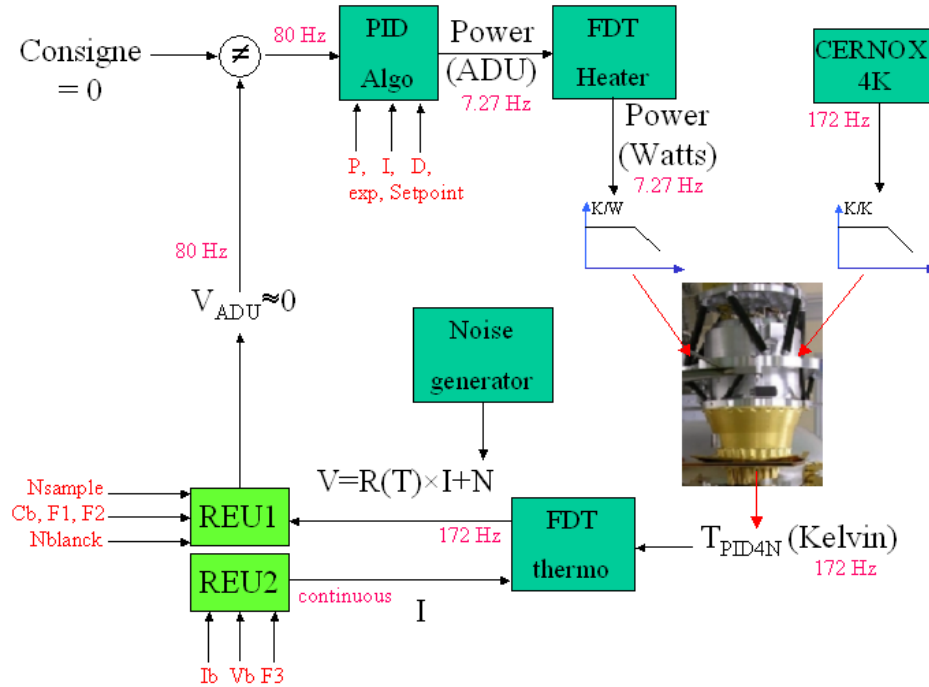 Consigne
= 0
≠
80 Hz
PID
Algo
Power
(ADU)
7.27 Hz
FDT
Heater
CERNOX
4K
172 Hz
Power
(Watts)
7.27 Hz
P, I, D,
exp, Setpoint
K/W
K/K
80 Hz
V_ADU≈0
Noise
generator
V=R(T)×I+N
Nsample
Cb, F1, F2
Nblanck
REU1
172 Hz
FDT
thermo
T_PID4N (Kelvin)
172 Hz
REU2
continuous
I
Ib Vb F3